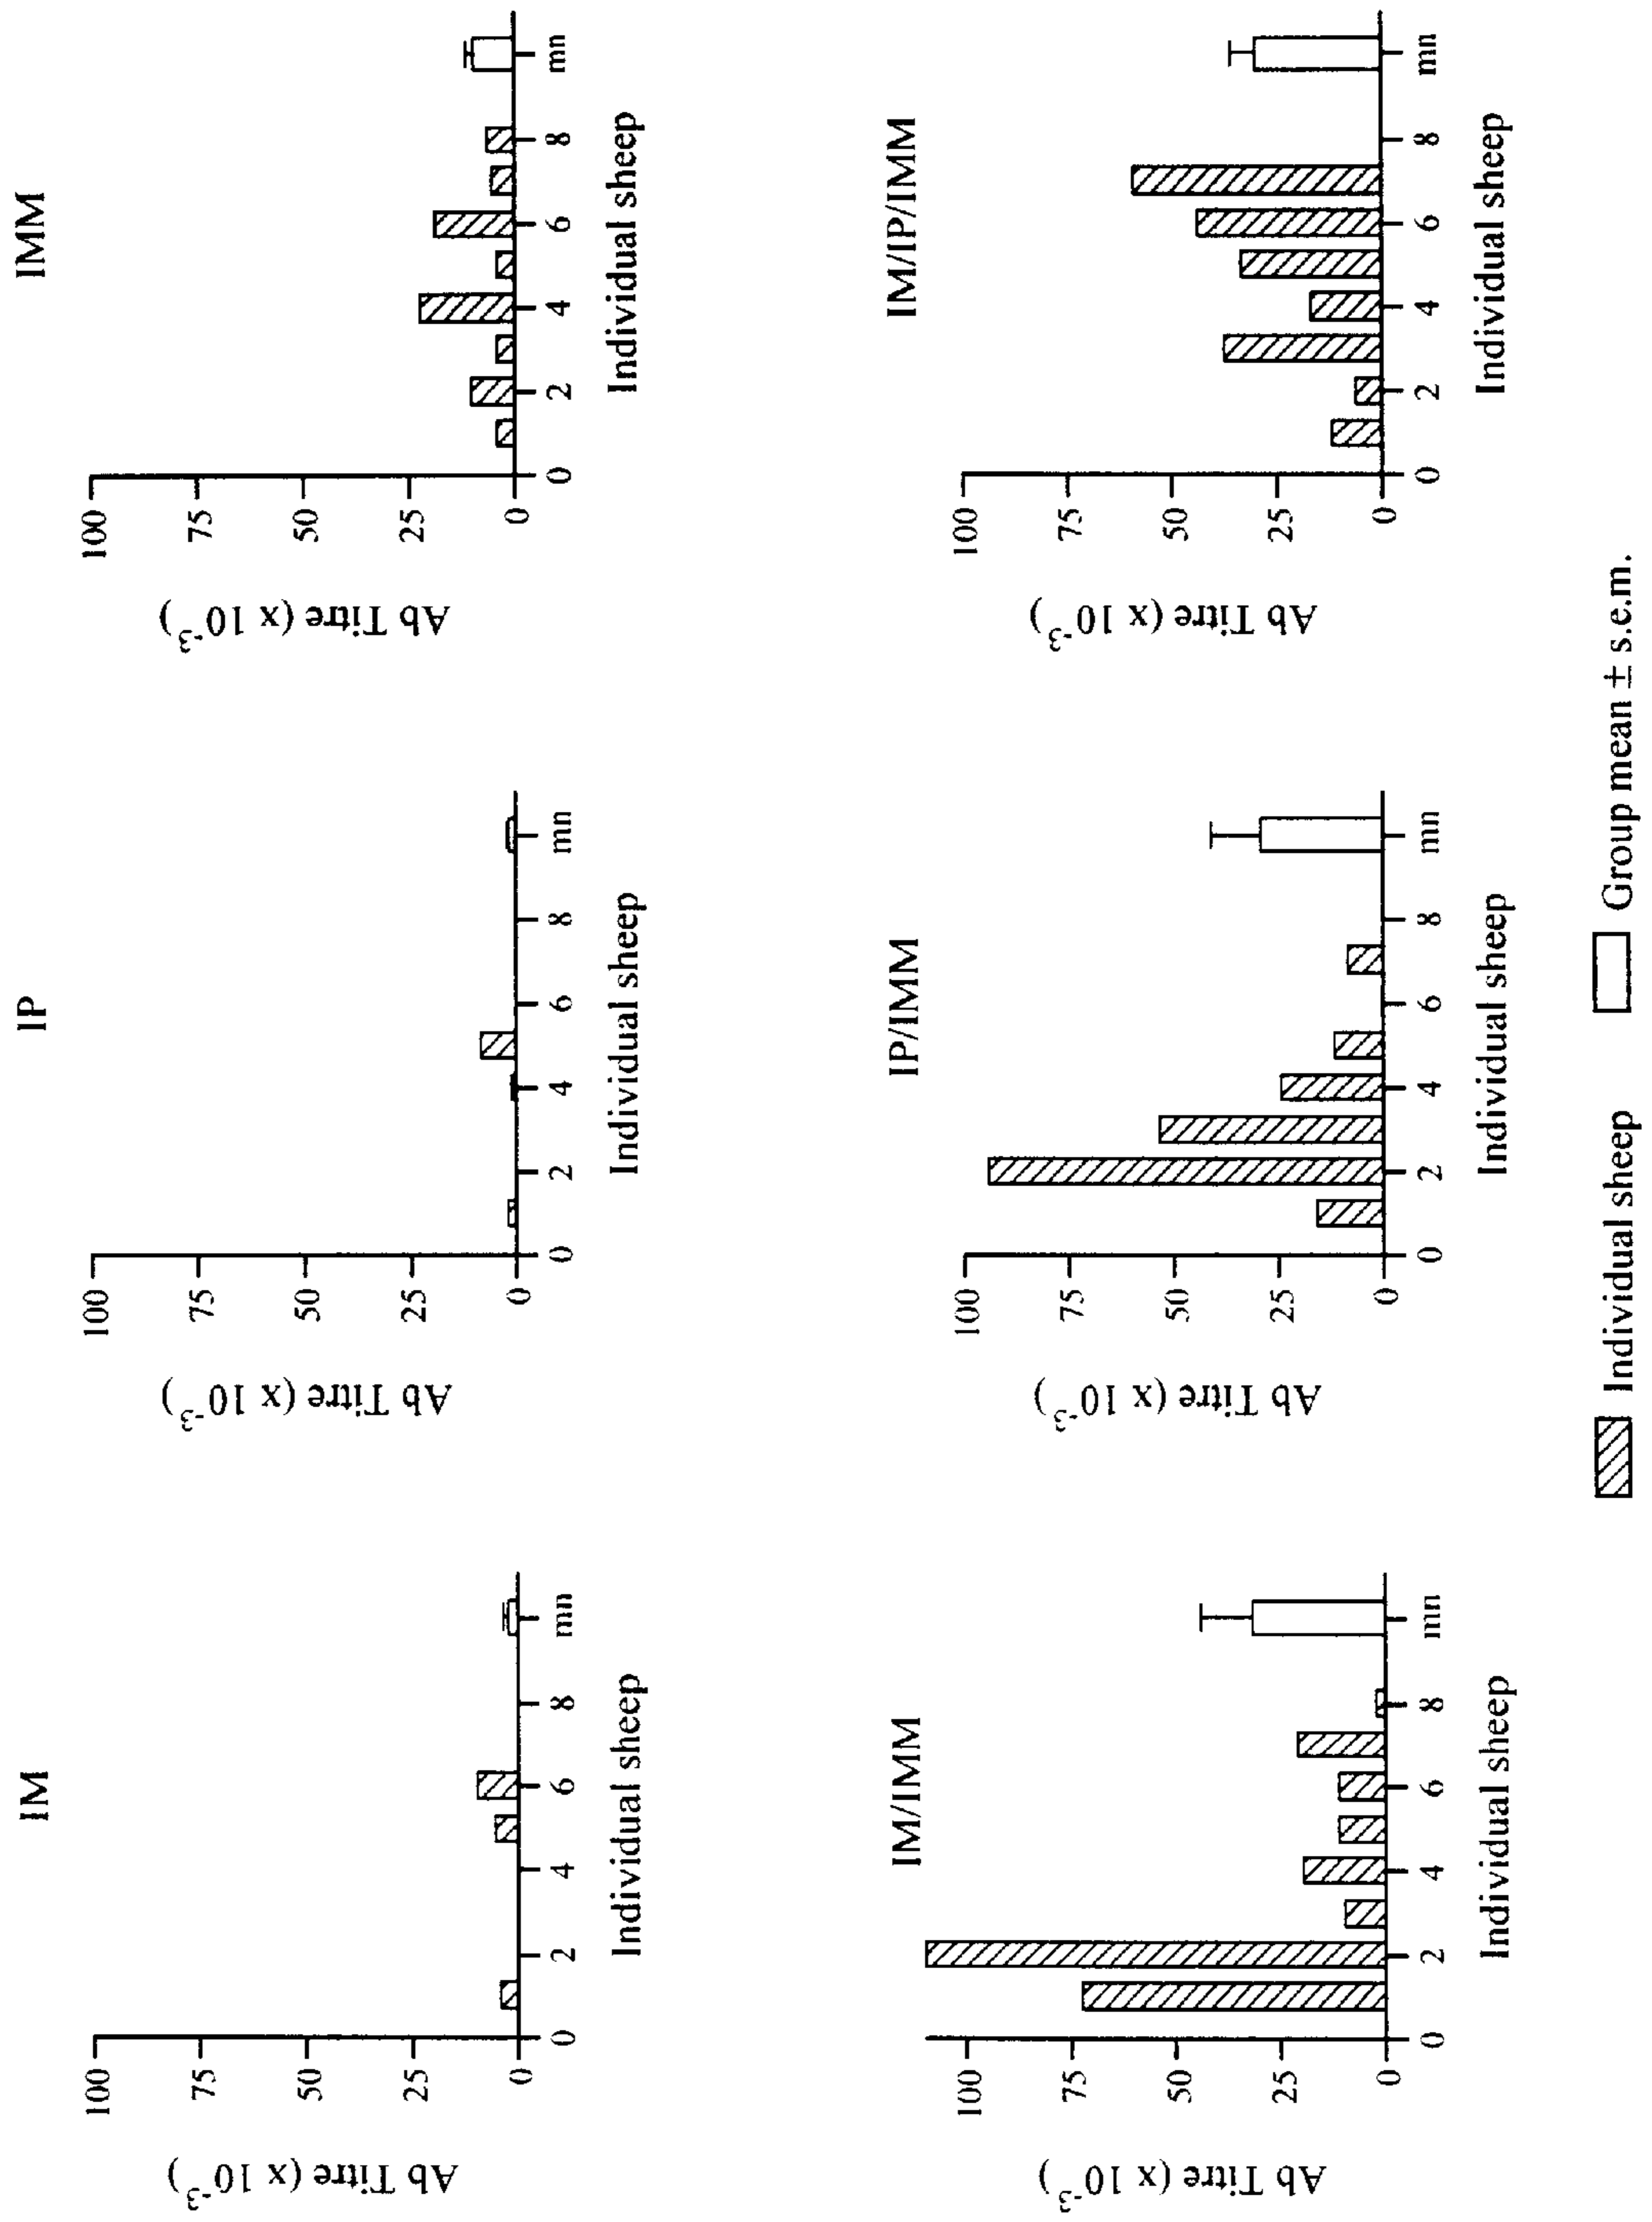 IM
Ab Titre (x 10-3)
100
75
50
25
0
0 2 4 6 8 mn
Individual sheep
IP
Ab Titre (x 10-3)
100
75
50
25
0
0 2 4 6 8 mn
Individual sheep
IMM
Ab Titre (x 10-3)
100
75
50
25
0
0 2 4 6 8 mn
Individual sheep
IM/IMM
Ab Titre (x 10-3)
100
75
50
25
0
0 2 4 6 8 mn
Individual sheep
IP/IMM
Ab Titre (x 10-3)
100
75
50
25
0
0 2 4 6 8 mn
Individual sheep
IM/IP/IMM
Ab Titre (x 10-3)
100
75
50
25
0
0 2 4 6 8 mn
Individual sheep
Individual sheep
Group mean ± s.e.m.